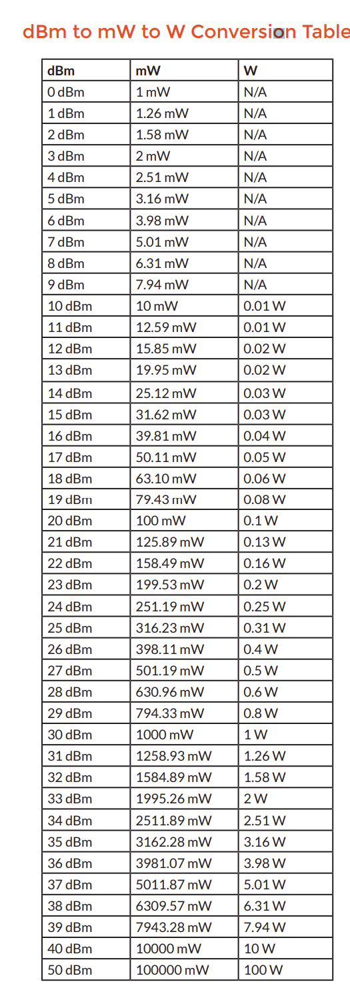 dBm to mW to W Conversion Table
dBm mW W
0 dBm 1 mW N/A
1 dBm 1.26 mW N/A
2 dBm 1.58 mW N/A
3 dBm 2 mW N/A
4 dBm 2.51 mW N/A
5 dBm 3.16 mW N/A
6 dBm 3.98 mW N/A
7 dBm 5.01 mW N/A
8 dBm 6.31 mW N/A
9 dBm 7.94 mW N/A
10 dBm 10 mW 0.01 W
11 dBm 12.59 mW 0.01 W
12 dBm 15.85 mW 0.02 W
13 dBm 19.95 mW 0.02 W
14 dBm 25.12 mW 0.03 W
15 dBm 31.62 mW 0.03 W
16 dBm 39.81 mW 0.04 W
17 dBm 50.11 mW 0.05 W
18 dBm 63.10 mW 0.06 W
19 dBm 79.43 mW 0.08 W
20 dBm 100 mW 0.1 W
21 dBm 125.89 mW 0.13 W
22 dBm 158.49 mW 0.16 W
23 dBm 199.53 mW 0.2 W
24 dBm 251.19 mW 0.25 W
25 dBm 316.23 mW 0.31 W
26 dBm 398.11 mW 0.4 W
27 dBm 501.19 mW 0.5 W
28 dBm 630.96 mW 0.6 W
29 dBm 794.33 mW 0.8 W
30 dBm 1000 mW 1 W
31 dBm 1258.93 mW 1.26 W
32 dBm 1584.89 mW 1.58 W
33 dBm 1995.26 mW 2 W
34 dBm 2511.89 mW 2.51 W
35 dBm 3162.28 mW 3.16 W
36 dBm 3981.07 mW 3.98 W
37 dBm 5011.87 mW 5.01 W
38 dBm 6309.57 mW 6.31 W
39 dBm 7943.28 mW 7.94 W
40 dBm 10000 mW 10 W
50 dBm 100000 mW 100 W